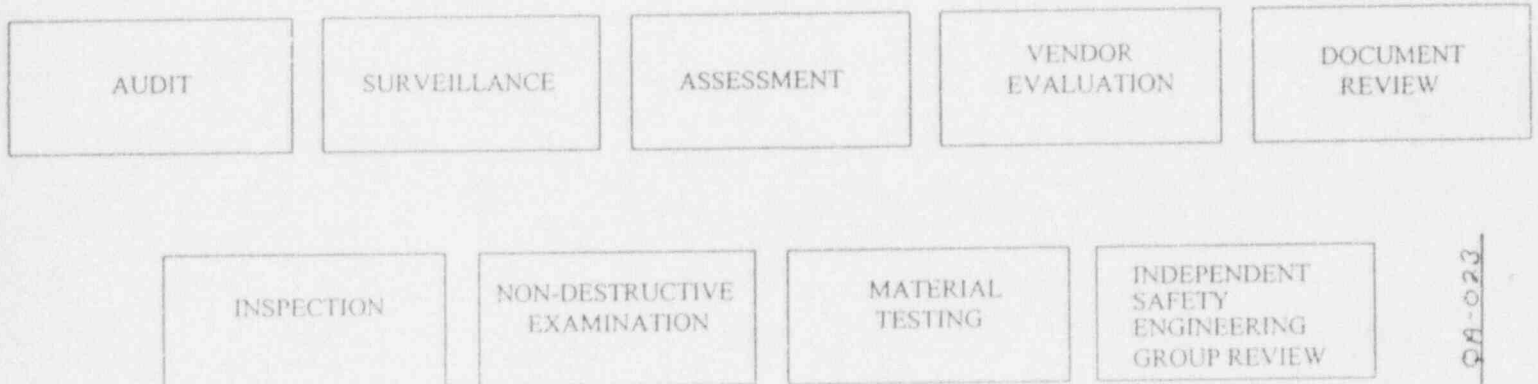 AUDIT
SURVEILLANCE
ASSESSMENT
VENDOR
EVALUATION
DOCUMENT
REVIEW
INSPECTION
NON-DESTRUCTIVE
EXAMINATION
MATERIAL
TESTING
INDEPENDENT
SAFETY
ENGINEERING
GROUP REVIEW
QA-023